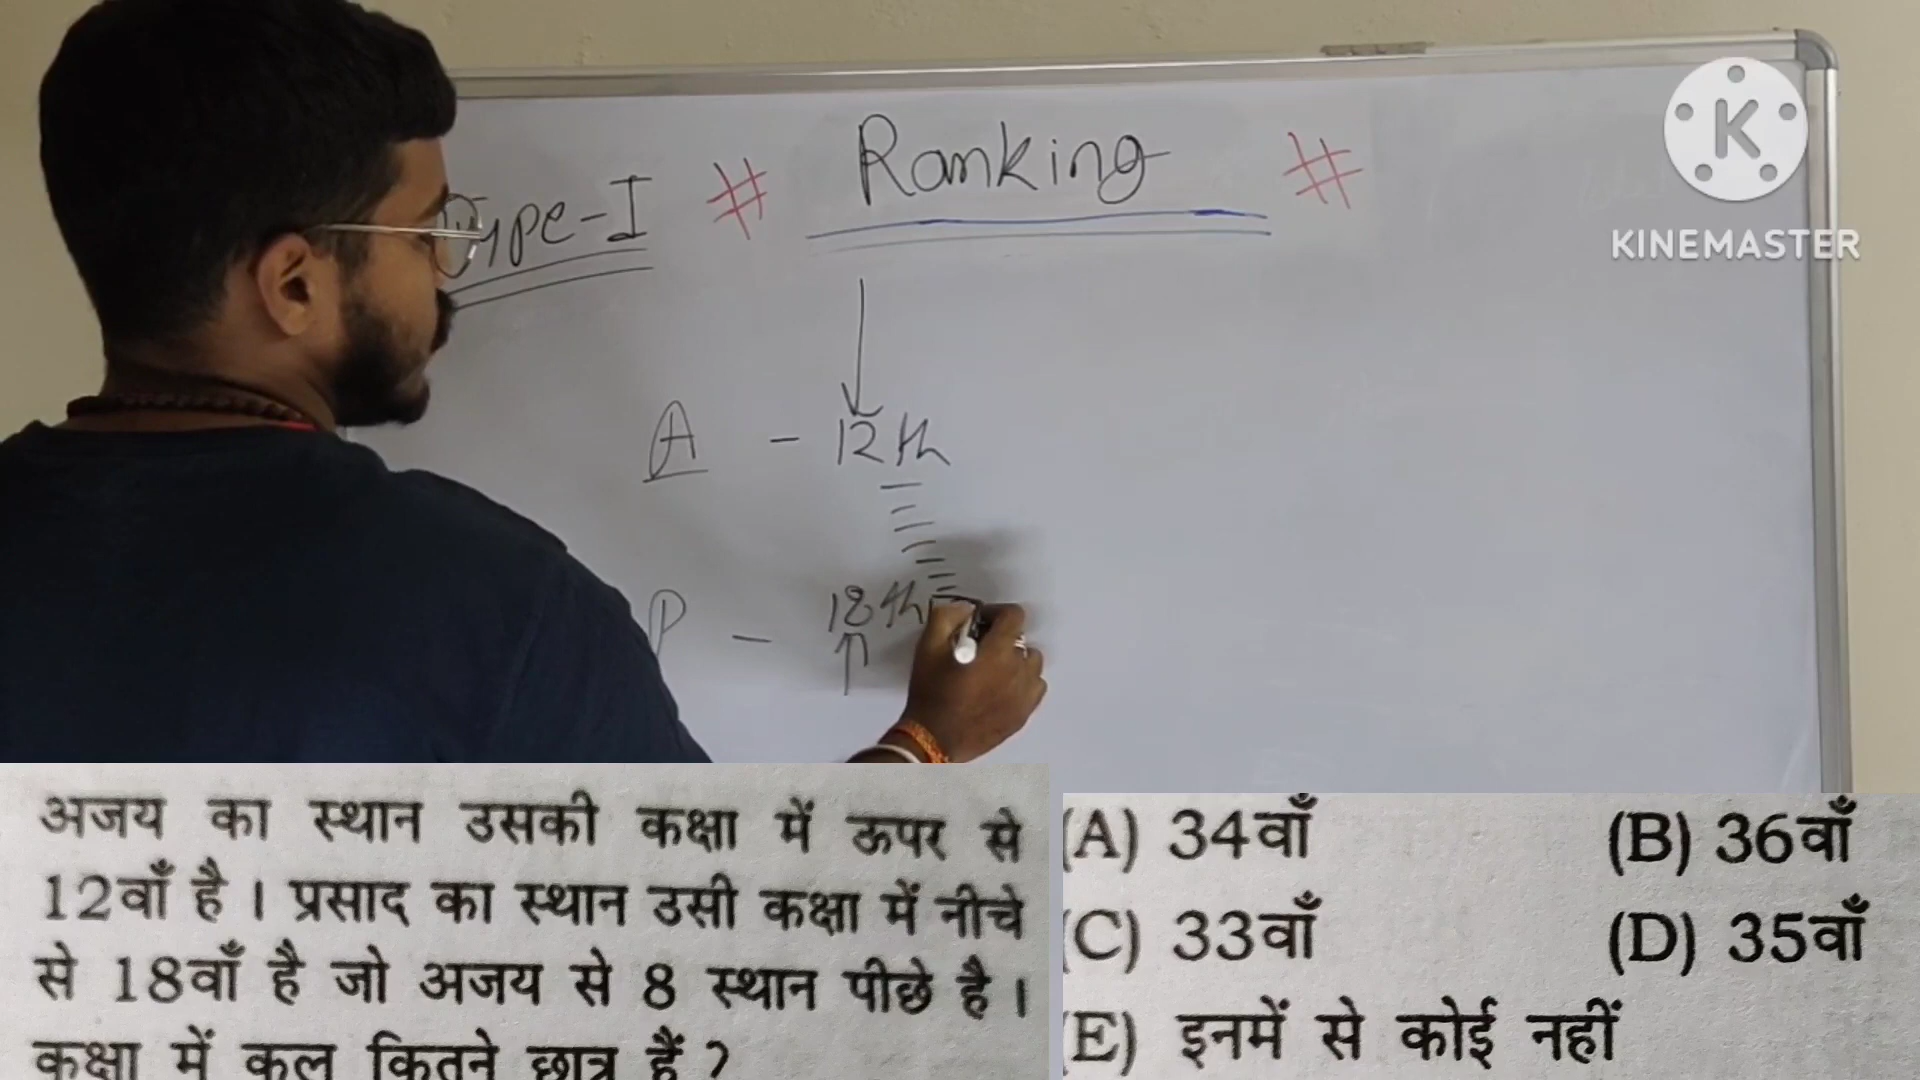 Ranking
Type-I # #
KINEMASTER
A - 12th
P - 18th
अजय का स्थान उसकी कक्षा में ऊपर से
12वाँ है । प्रसाद का स्थान उसी कक्षा में नीचे
से 18वाँ है जो अजय से 8 स्थान पीछे है ।
कक्षा में कुल कितने छात्र हैं ?
(A) 34वाँ (B) 36वाँ
(C) 33वाँ (D) 35वाँ
(E) इनमें से कोई नहीं